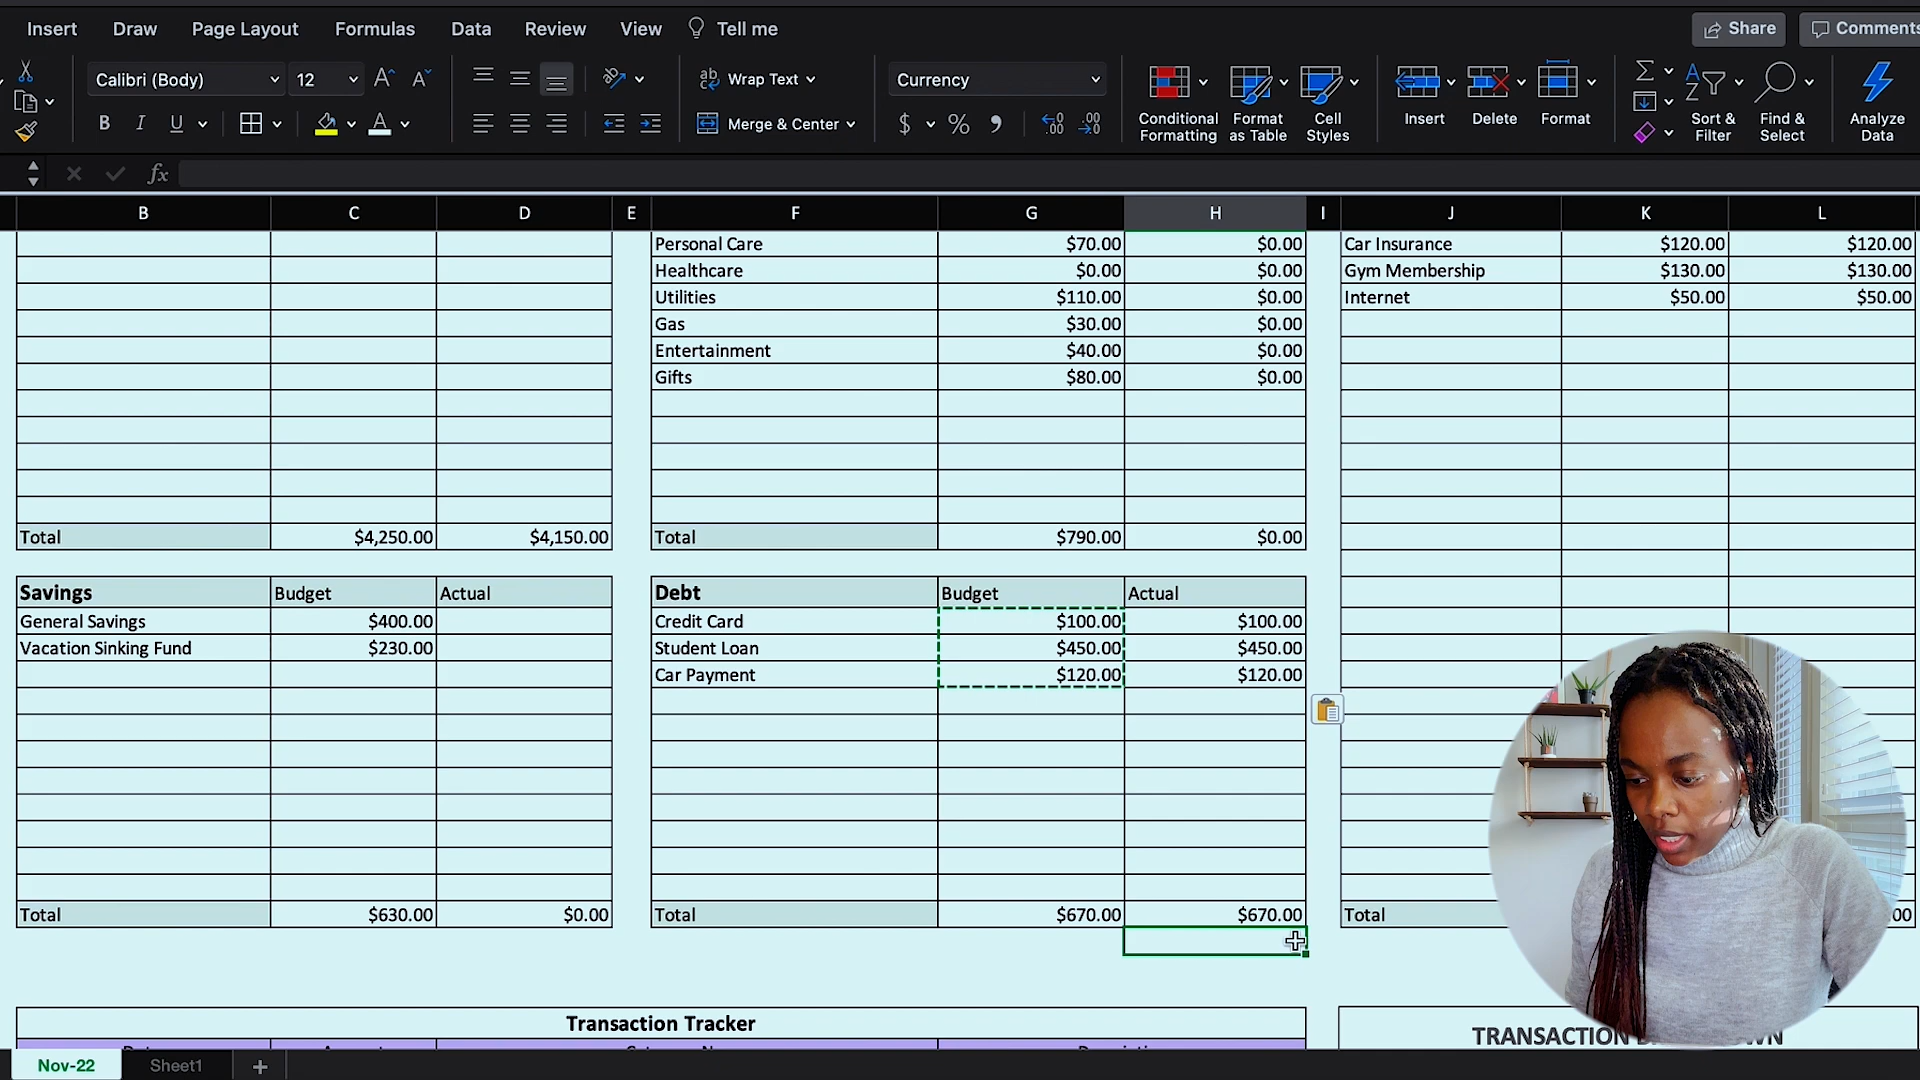 Insert Draw Page Layout Formulas Data Review View Tell me Share Comments
Calibri (Body) 12 A^ A˅ ab Wrap Text Currency
B I U A Merge & Center $ % 9 .00 .00
Conditional Formatting Format as Table Cell Styles Insert Delete Format Sort & Filter Find & Select Analyze Data
fx
B C D E F G H I J K L
Personal Care $70.00 $0.00 Car Insurance $120.00 $120.00
Healthcare $0.00 $0.00 Gym Membership $130.00 $130.00
Utilities $110.00 $0.00 Internet $50.00 $50.00
Gas $30.00 $0.00
Entertainment $40.00 $0.00
Gifts $80.00 $0.00
Total $4,250.00 $4,150.00 Total $790.00 $0.00
Savings Budget Actual Debt Budget Actual
General Savings $400.00 Credit Card $100.00 $100.00
Vacation Sinking Fund $230.00 Student Loan $450.00 $450.00
Car Payment $120.00 $120.00
Total $630.00 $0.00 Total $670.00 $670.00 Total
Transaction Tracker TRANSACTION
Nov-22 Sheet1 +